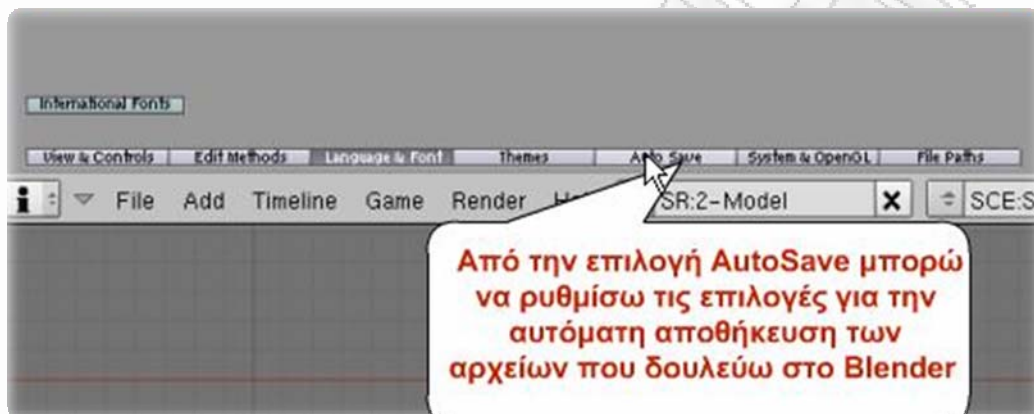 International Fonts
View & Controls Edit Methods Language & Font Themes Auto Save System & OpenGL File Paths
File Add Timeline Game Render SR:2-Model SCE:S
Από την επιλογή AutoSave μπορώ
να ρυθμίσω τις επιλογές για την
αυτόματη αποθήκευση των
αρχείων που δουλεύω στο Blender